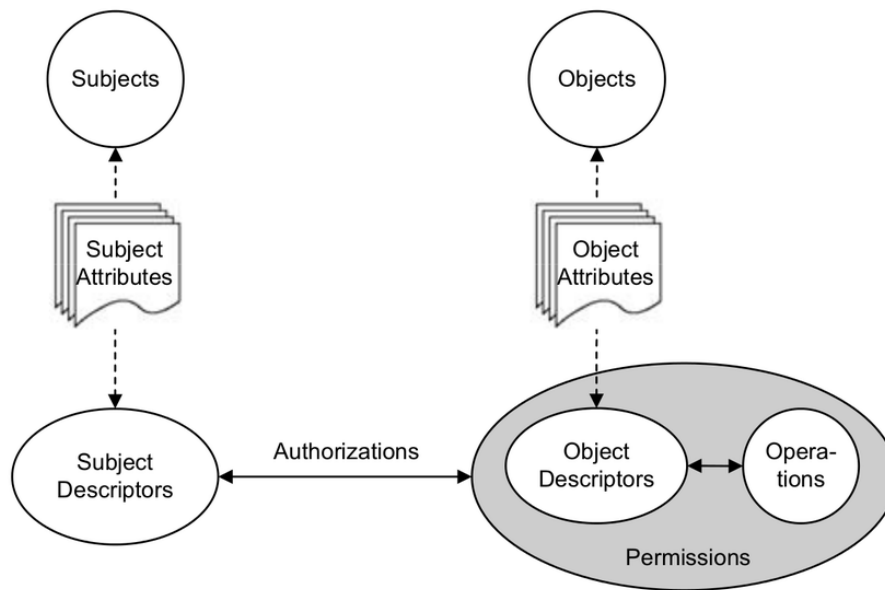 Subjects
Objects
Subject
Attributes
Object
Attributes
Authorizations
Subject
Descriptors
Object
Descriptors
Opera-
tions
Permissions